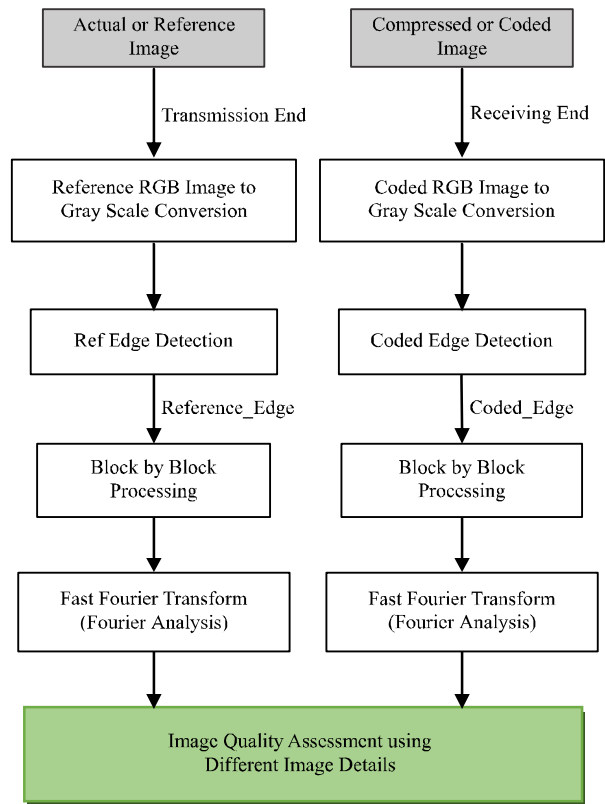 Actual or Reference
Image
Compressed or Coded
Image
Transmission End
Receiving End
Reference RGB Image to
Gray Scale Conversion
Coded RGB Image to
Gray Scale Conversion
Ref Edge Detection
Coded Edge Detection
Reference_Edge
Coded_Edge
Block by Block
Processing
Block by Block
Processing
Fast Fourier Transform
(Fourier Analysis)
Fast Fourier Transform
(Fourier Analysis)
Image Quality Assessment using
Different Image Details